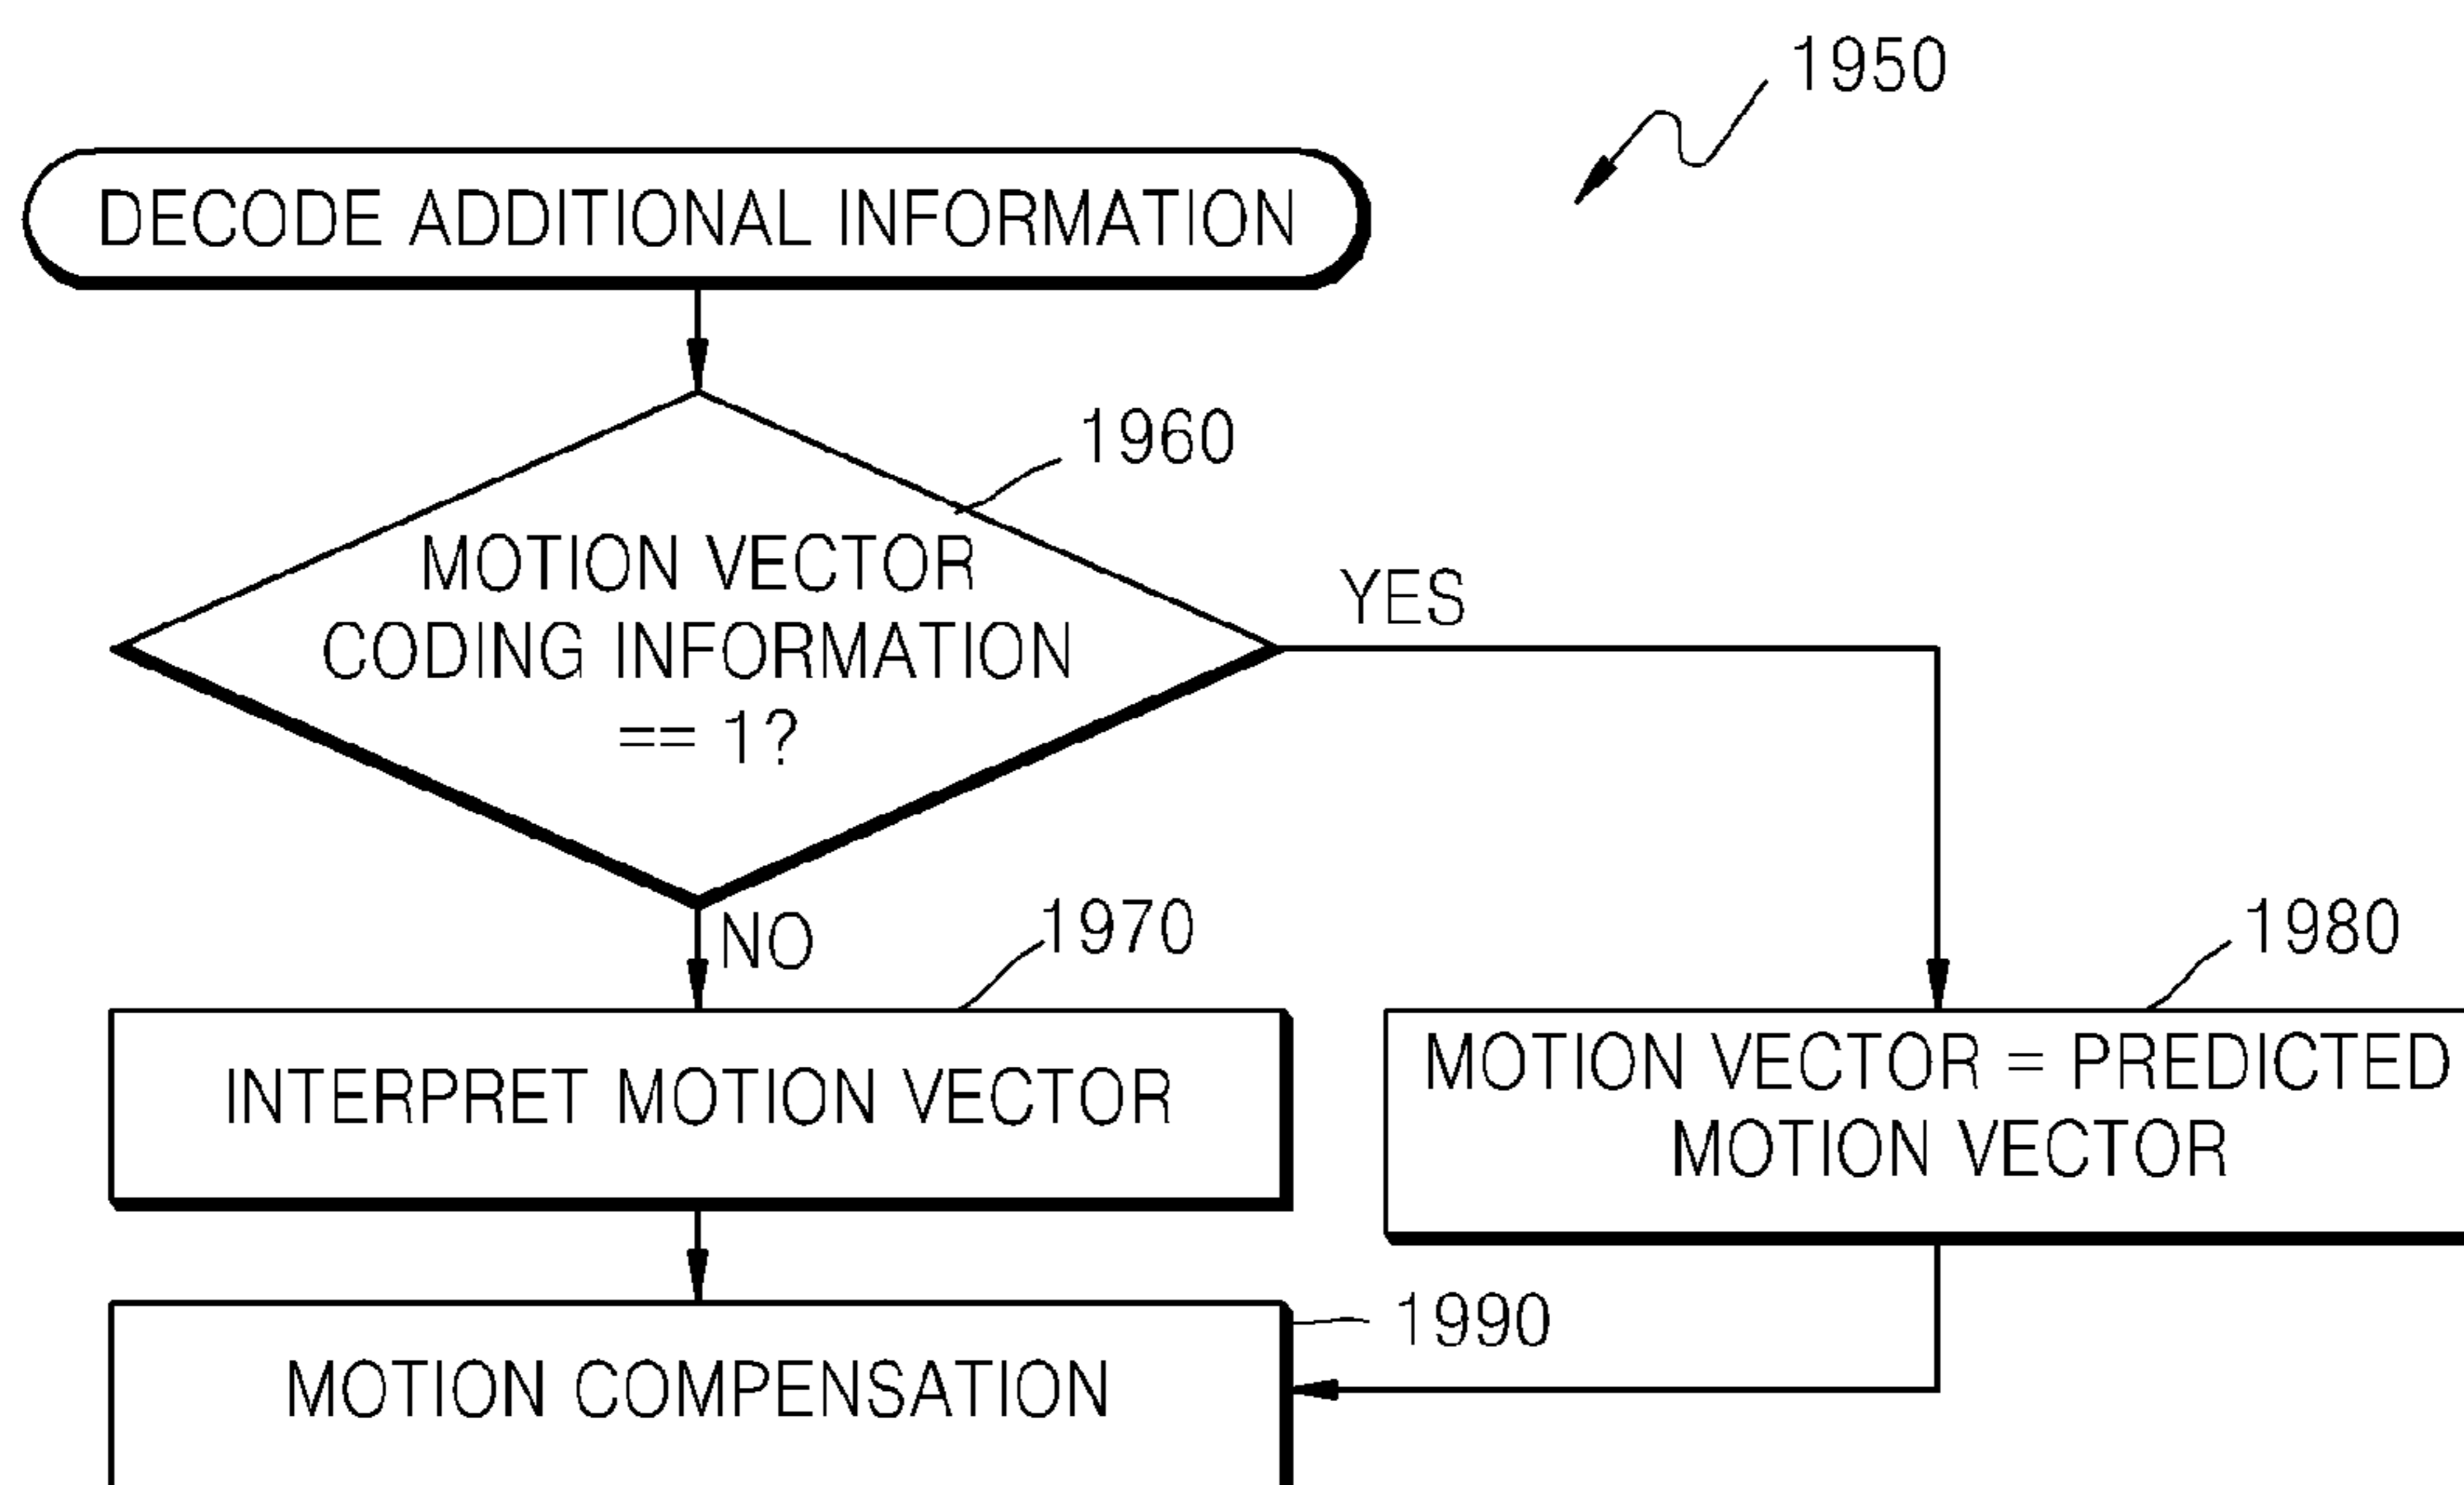 1950
DECODE ADDITIONAL INFORMATION
1960
MOTION VECTOR
CODING INFORMATION
== 1?
YES
NO
1970
INTERPRET MOTION VECTOR
1980
MOTION VECTOR = PREDICTED
MOTION VECTOR
1990
MOTION COMPENSATION